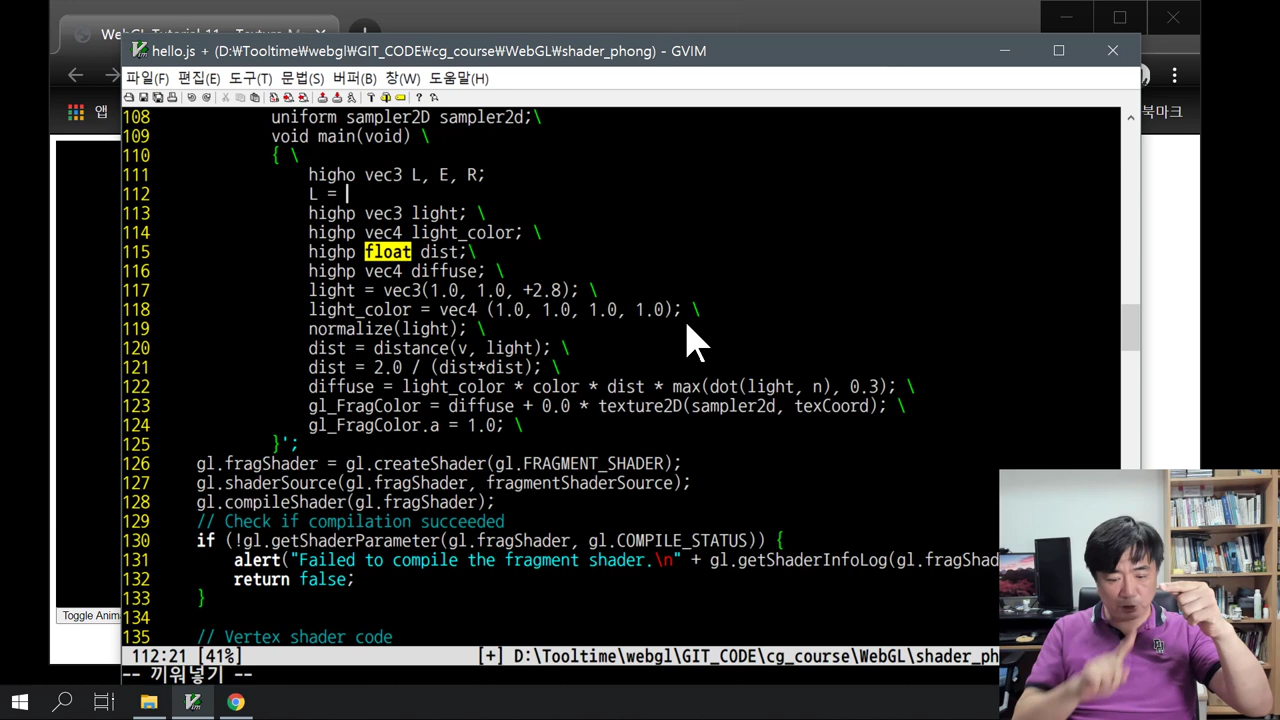 WebGL Tutorial 11 - Texture M
hello.js + (D:₩Tooltime₩webgl₩GIT_CODE₩cg_course₩WebGL₩shader_phong) - GVIM
파일(F) 편집(E) 도구(T) 문법(S) 버퍼(B) 창(W) 도움말(H)
앱
북마크
108 uniform sampler2D sampler2d;\
109 void main(void) \
110 { \
111 higho vec3 L, E, R;
112 L =
113 highp vec3 light; \
114 highp vec4 light_color; \
115 highp float dist;\
116 highp vec4 diffuse; \
117 light = vec3(1.0, 1.0, +2.8); \
118 light_color = vec4 (1.0, 1.0, 1.0, 1.0); \
119 normalize(light); \
120 dist = distance(v, light); \
121 dist = 2.0 / (dist*dist); \
122 diffuse = light_color * color * dist * max(dot(light, n), 0.3); \
123 gl_FragColor = diffuse + 0.0 * texture2D(sampler2d, texCoord); \
124 gl_FragColor.a = 1.0; \
125 }';
126 gl.fragShader = gl.createShader(gl.FRAGMENT_SHADER);
127 gl.shaderSource(gl.fragShader, fragmentShaderSource);
128 gl.compileShader(gl.fragShader);
129 // Check if compilation succeeded
130 if (!gl.getShaderParameter(gl.fragShader, gl.COMPILE_STATUS)) {
131 alert("Failed to compile the fragment shader.\n" + gl.getShaderInfoLog(gl.fragShad
132 return false;
133 }
134
135 // Vertex shader code
Toggle Anima
112:21 [41%] [+] D:\Tooltime\webgl\GIT_CODE\cg_course\WebGL\shader_ph
-- 끼워넣기 --